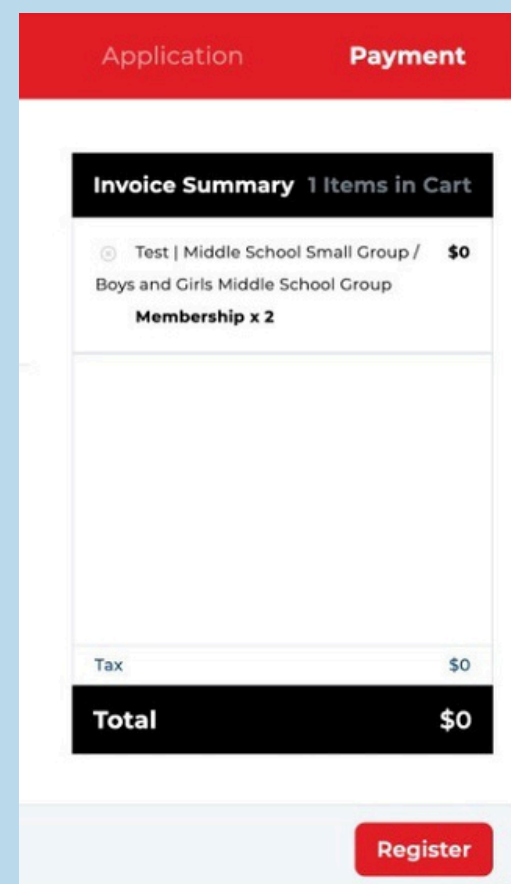 Application Payment
Invoice Summary 1 Items in Cart
Test | Middle School Small Group / $0
Boys and Girls Middle School Group
Membership x 2
Tax $0
Total $0
Register